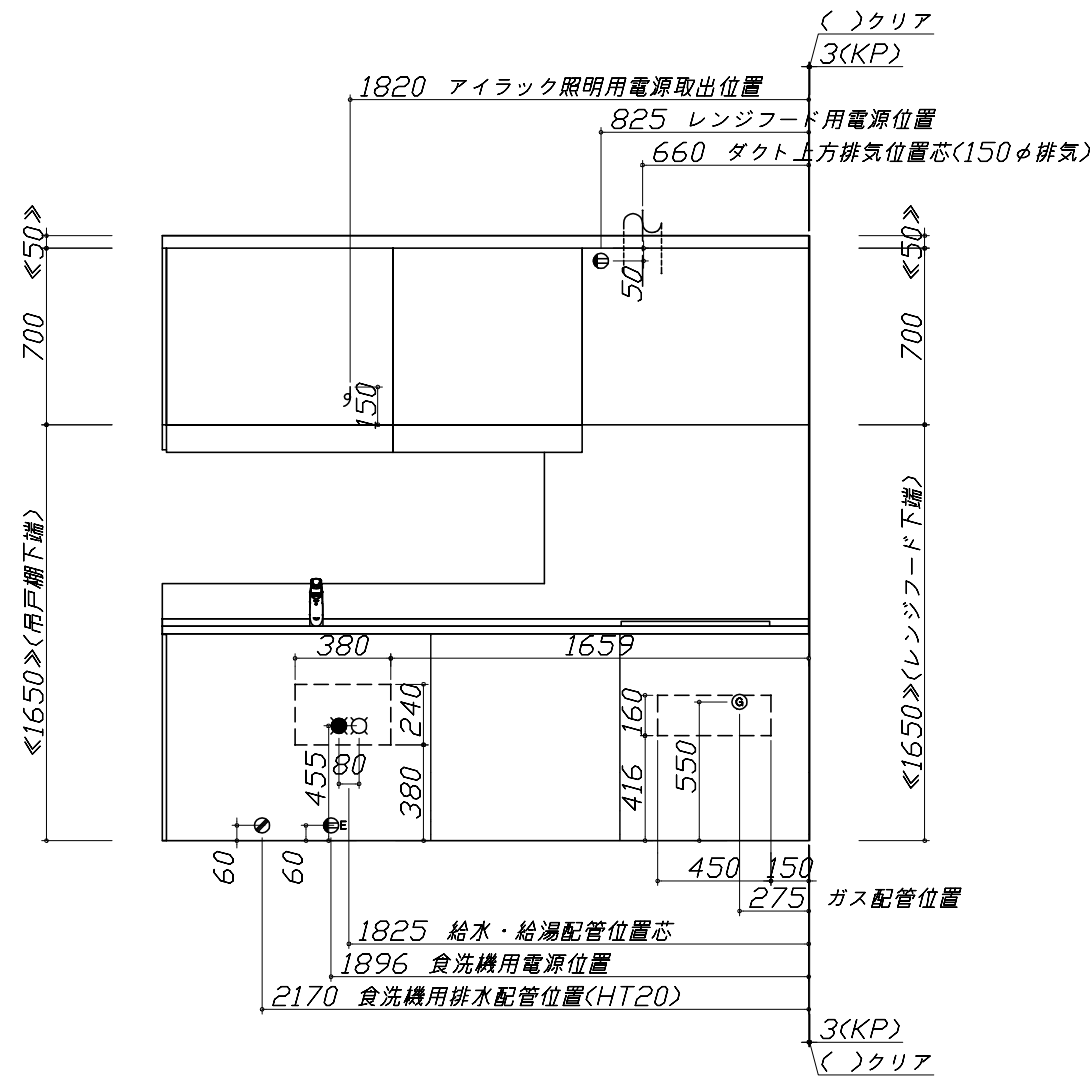 ( )クリア
3(KP)
1820 アイラック照明用電源取出位置
825 レンジフード用電源位置
660 ダクト上方排気位置芯(150φ排気)
≪50≫
≪50≫
50
700
700
150
≪1650≫(吊戸棚下端)
≪1650≫(レンジフード下端)
380
1659
240
160
G
455
80
380
416
550
E
60
60
450
150
275 ガス配管位置
1825 給水・給湯配管位置芯
1896 食洗機用電源位置
2170 食洗機用排水配管位置(HT20)
3(KP)
( )クリア